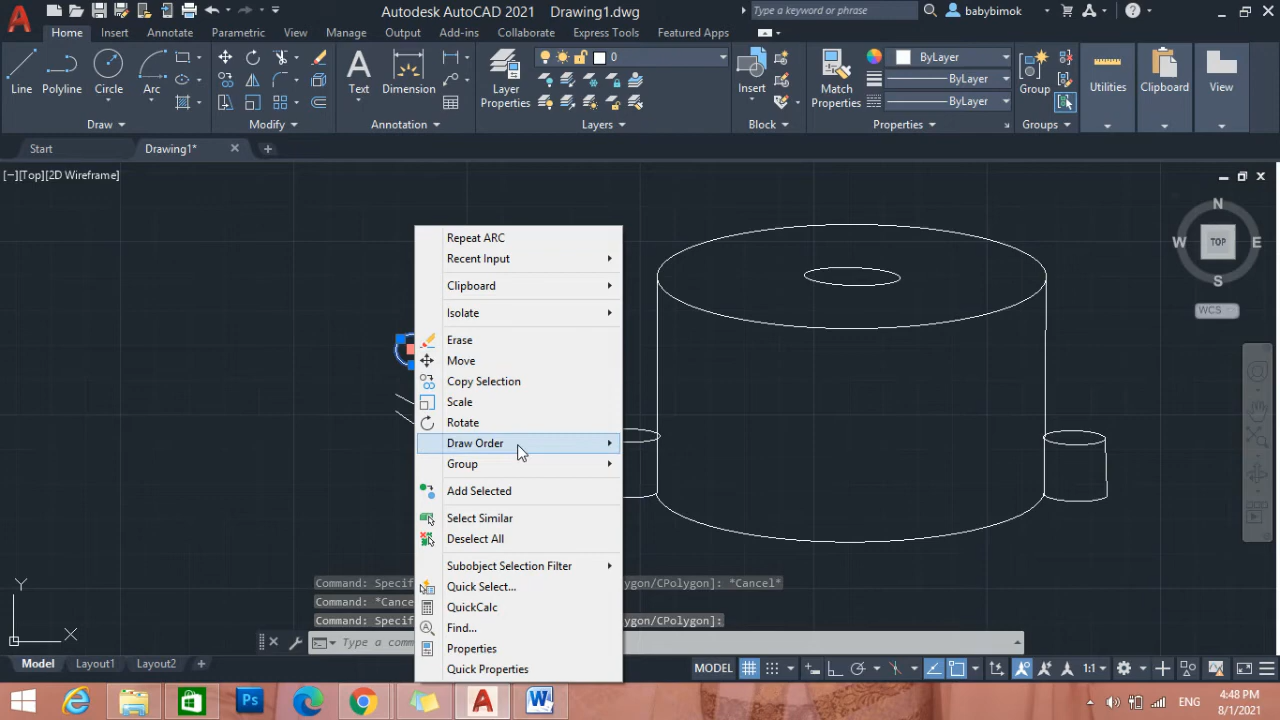 Autodesk AutoCAD 2021 Drawing1.dwg
Type a keyword or phrase
babybimok
Home Insert Annotate Parametric View Manage Output Add-ins Collaborate Express Tools Featured Apps
0
ByLayer
ByLayer
ByLayer
Line Polyline Circle Arc Text Dimension Layer Properties Insert Match Properties Group Utilities Clipboard View
Draw Modify Annotation Layers Block Properties Groups
Start Drawing1*
[−][Top][2D Wireframe]
N
W TOP E
S
WCS
Repeat ARC
Recent Input
Clipboard
Isolate
Erase
Move
Copy Selection
Scale
Rotate
Draw Order
Group
Add Selected
Select Similar
Deselect All
Subobject Selection Filter
Quick Select...
QuickCalc
Find...
Properties
Quick Properties
Y
X
Command: Specif ygon/CPolygon]: *Cancel*
Command: *Cance
Command: Specif ygon/CPolygon]:
Type a comm
Model Layout1 Layout2
MODEL 1:1
Ps
A
W
ENG
4:48 PM
8/1/2021